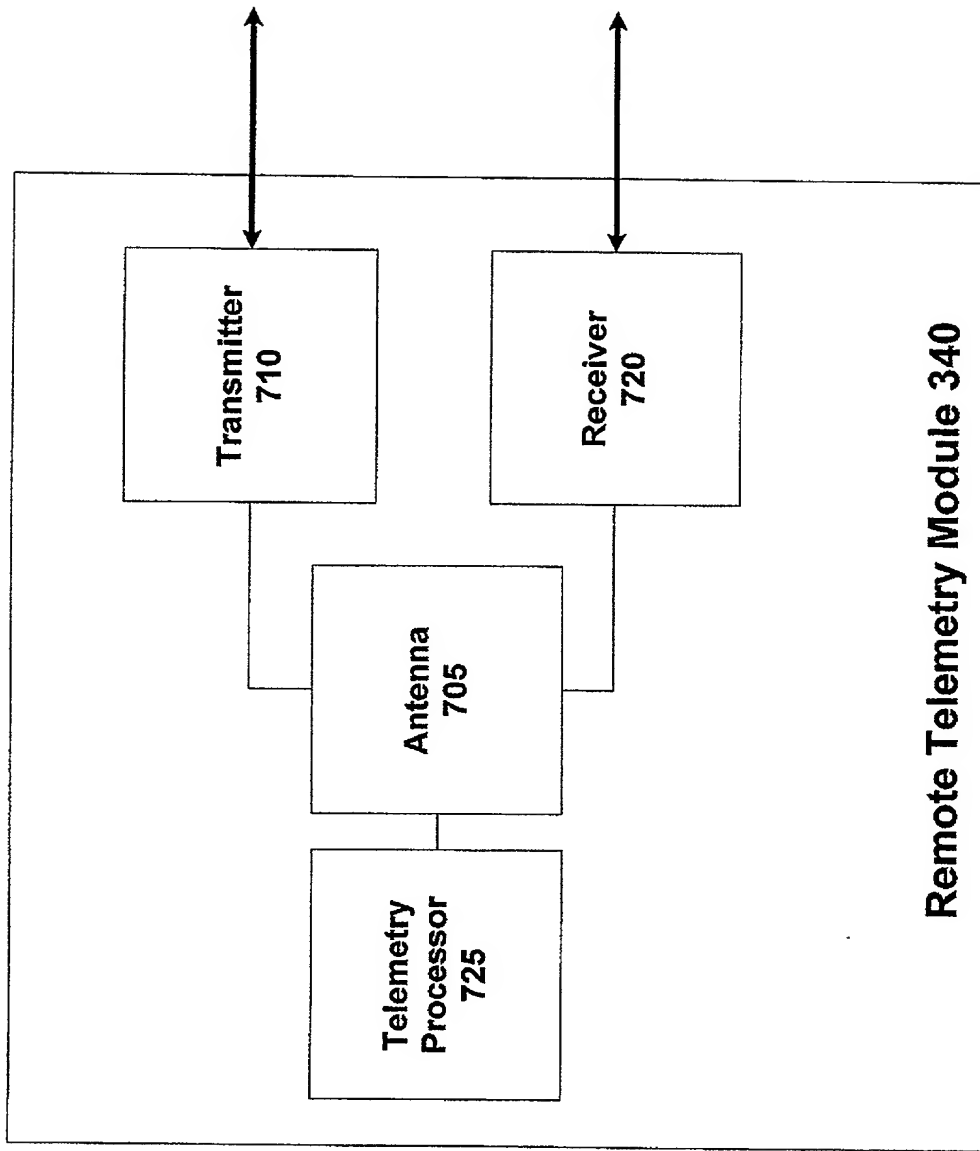 Telemetry
Processor
725
Antenna
705
Transmitter
710
Receiver
720
Remote Telemetry Module 340